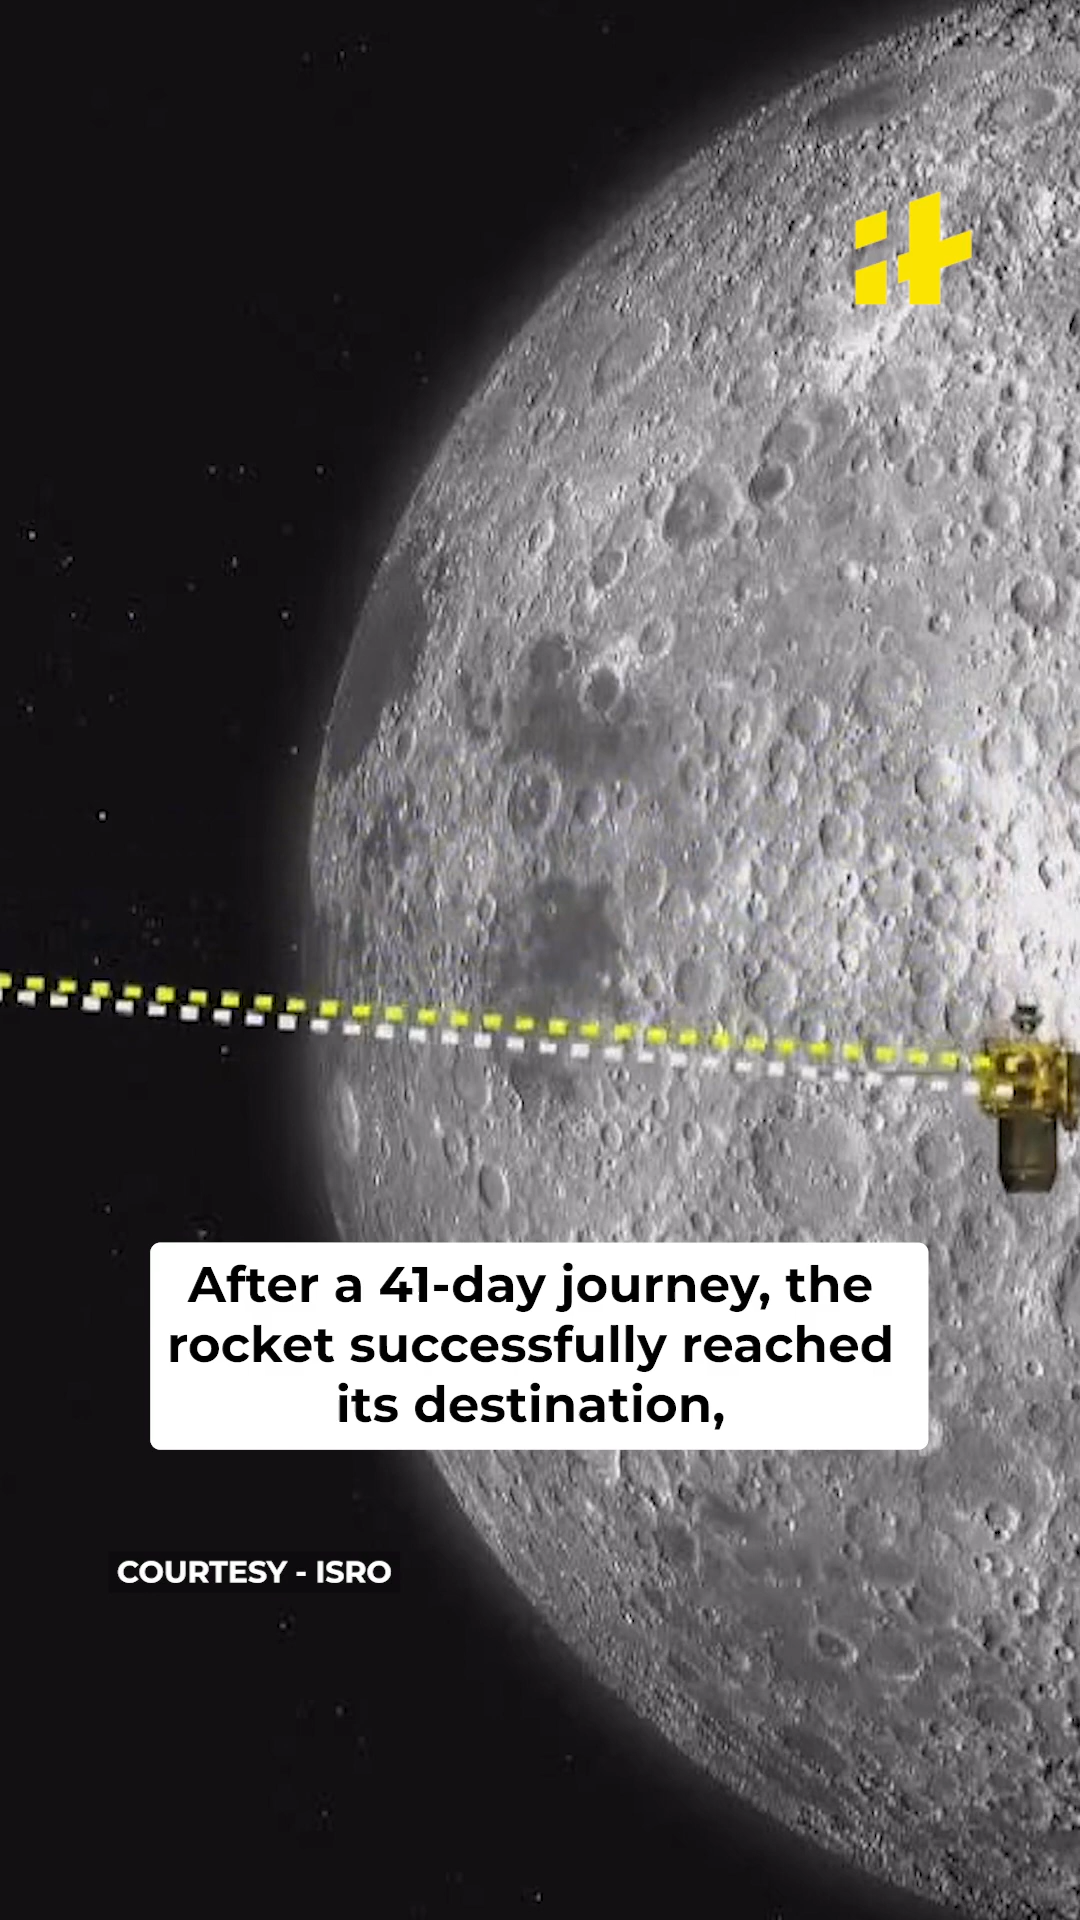 After a 41-day journey, the
rocket successfully reached
its destination,
COURTESY - ISRO